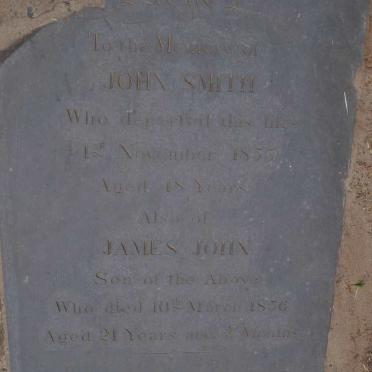 To the Memory of
JOHN SMITH
Who departed this life
November 1855
Aged 48 Years
Also of
JAMES JOHN
Son of the Above
Who died 10th March 1856
Aged 21 Years and Months